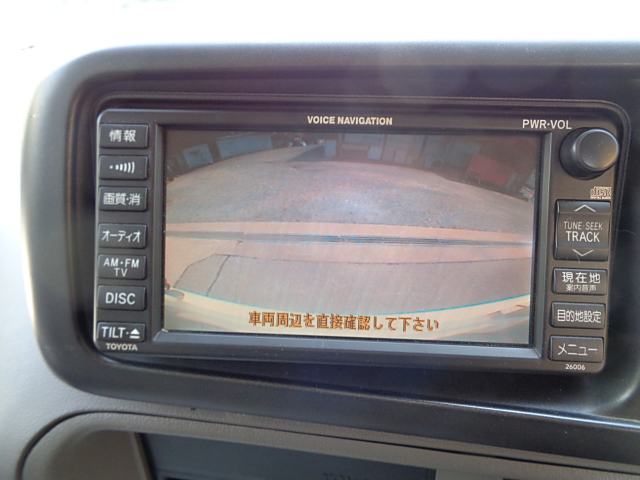 VOICE NAVIGATION
PWR·VOL
情報
画質·消
オーディオ
AM·FM
TV
DISC
TILT·⏏
TOYOTA
車両周辺を直接確認して下さい
TUNE SEEK
TRACK
現在地
案内音声
目的地設定
メニュー
26006